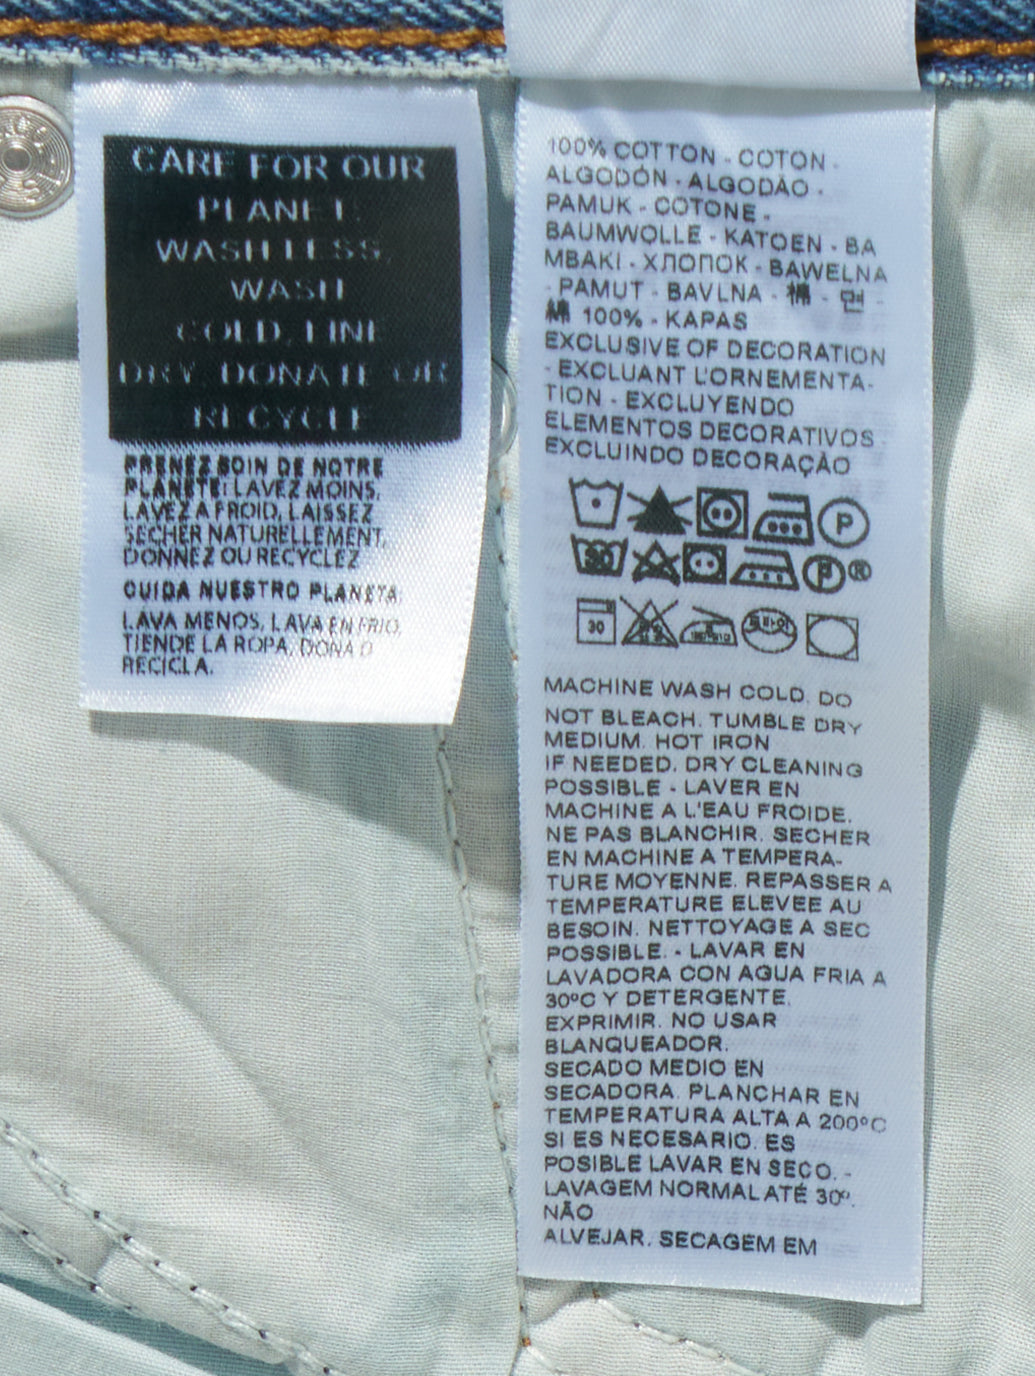 CARE FOR OUR
PLANET:
WASH LESS,
WASH
COLD, LINE
DRY, DONATE OR
RECYCLE
PRENEZ SOIN DE NOTRE
PLANÈTE: LAVEZ MOINS,
LAVEZ A FROID, LAISSEZ
SECHER NATURELLEMENT,
DONNEZ OU RECYCLEZ
CUIDA NUESTRO PLANETA:
LAVA MENOS, LAVA EN FRIO,
TIENDE LA ROPA, DONA O
RECICLA.
100% COTTON - COTON -
ALGODÓN - ALGODÃO -
PAMUK - COTONE -
BAUMWOLLE - KATOEN - BA
MBAKI - ХЛОПОК - BAWEŁNA
- PAMUT - BAVLNA - 棉 - 면 -
綿 100% - KAPAS
EXCLUSIVE OF DECORATION
- EXCLUANT L'ORNEMENTA-
TION - EXCLUYENDO
ELEMENTOS DECORATIVOS -
EXCLUINDO DECORAÇÃO
P
30 P ®
30
MACHINE WASH COLD. DO
NOT BLEACH. TUMBLE DRY
MEDIUM. HOT IRON
IF NEEDED. DRY CLEANING
POSSIBLE - LAVER EN
MACHINE A L'EAU FROIDE.
NE PAS BLANCHIR. SECHER
EN MACHINE A TEMPERA-
TURE MOYENNE. REPASSER A
TEMPERATURE ELEVEE AU
BESOIN. NETTOYAGE A SEC
POSSIBLE. - LAVAR EN
LAVADORA CON AGUA FRIA A
30ºC Y DETERGENTE.
EXPRIMIR. NO USAR
BLANQUEADOR.
SECADO MEDIO EN
SECADORA. PLANCHAR EN
TEMPERATURA ALTA A 200ºC
SI ES NECESARIO. ES
POSIBLE LAVAR EN SECO. -
LAVAGEM NORMAL ATÉ 30º.
NÃO
ALVEJAR. SECAGEM EM